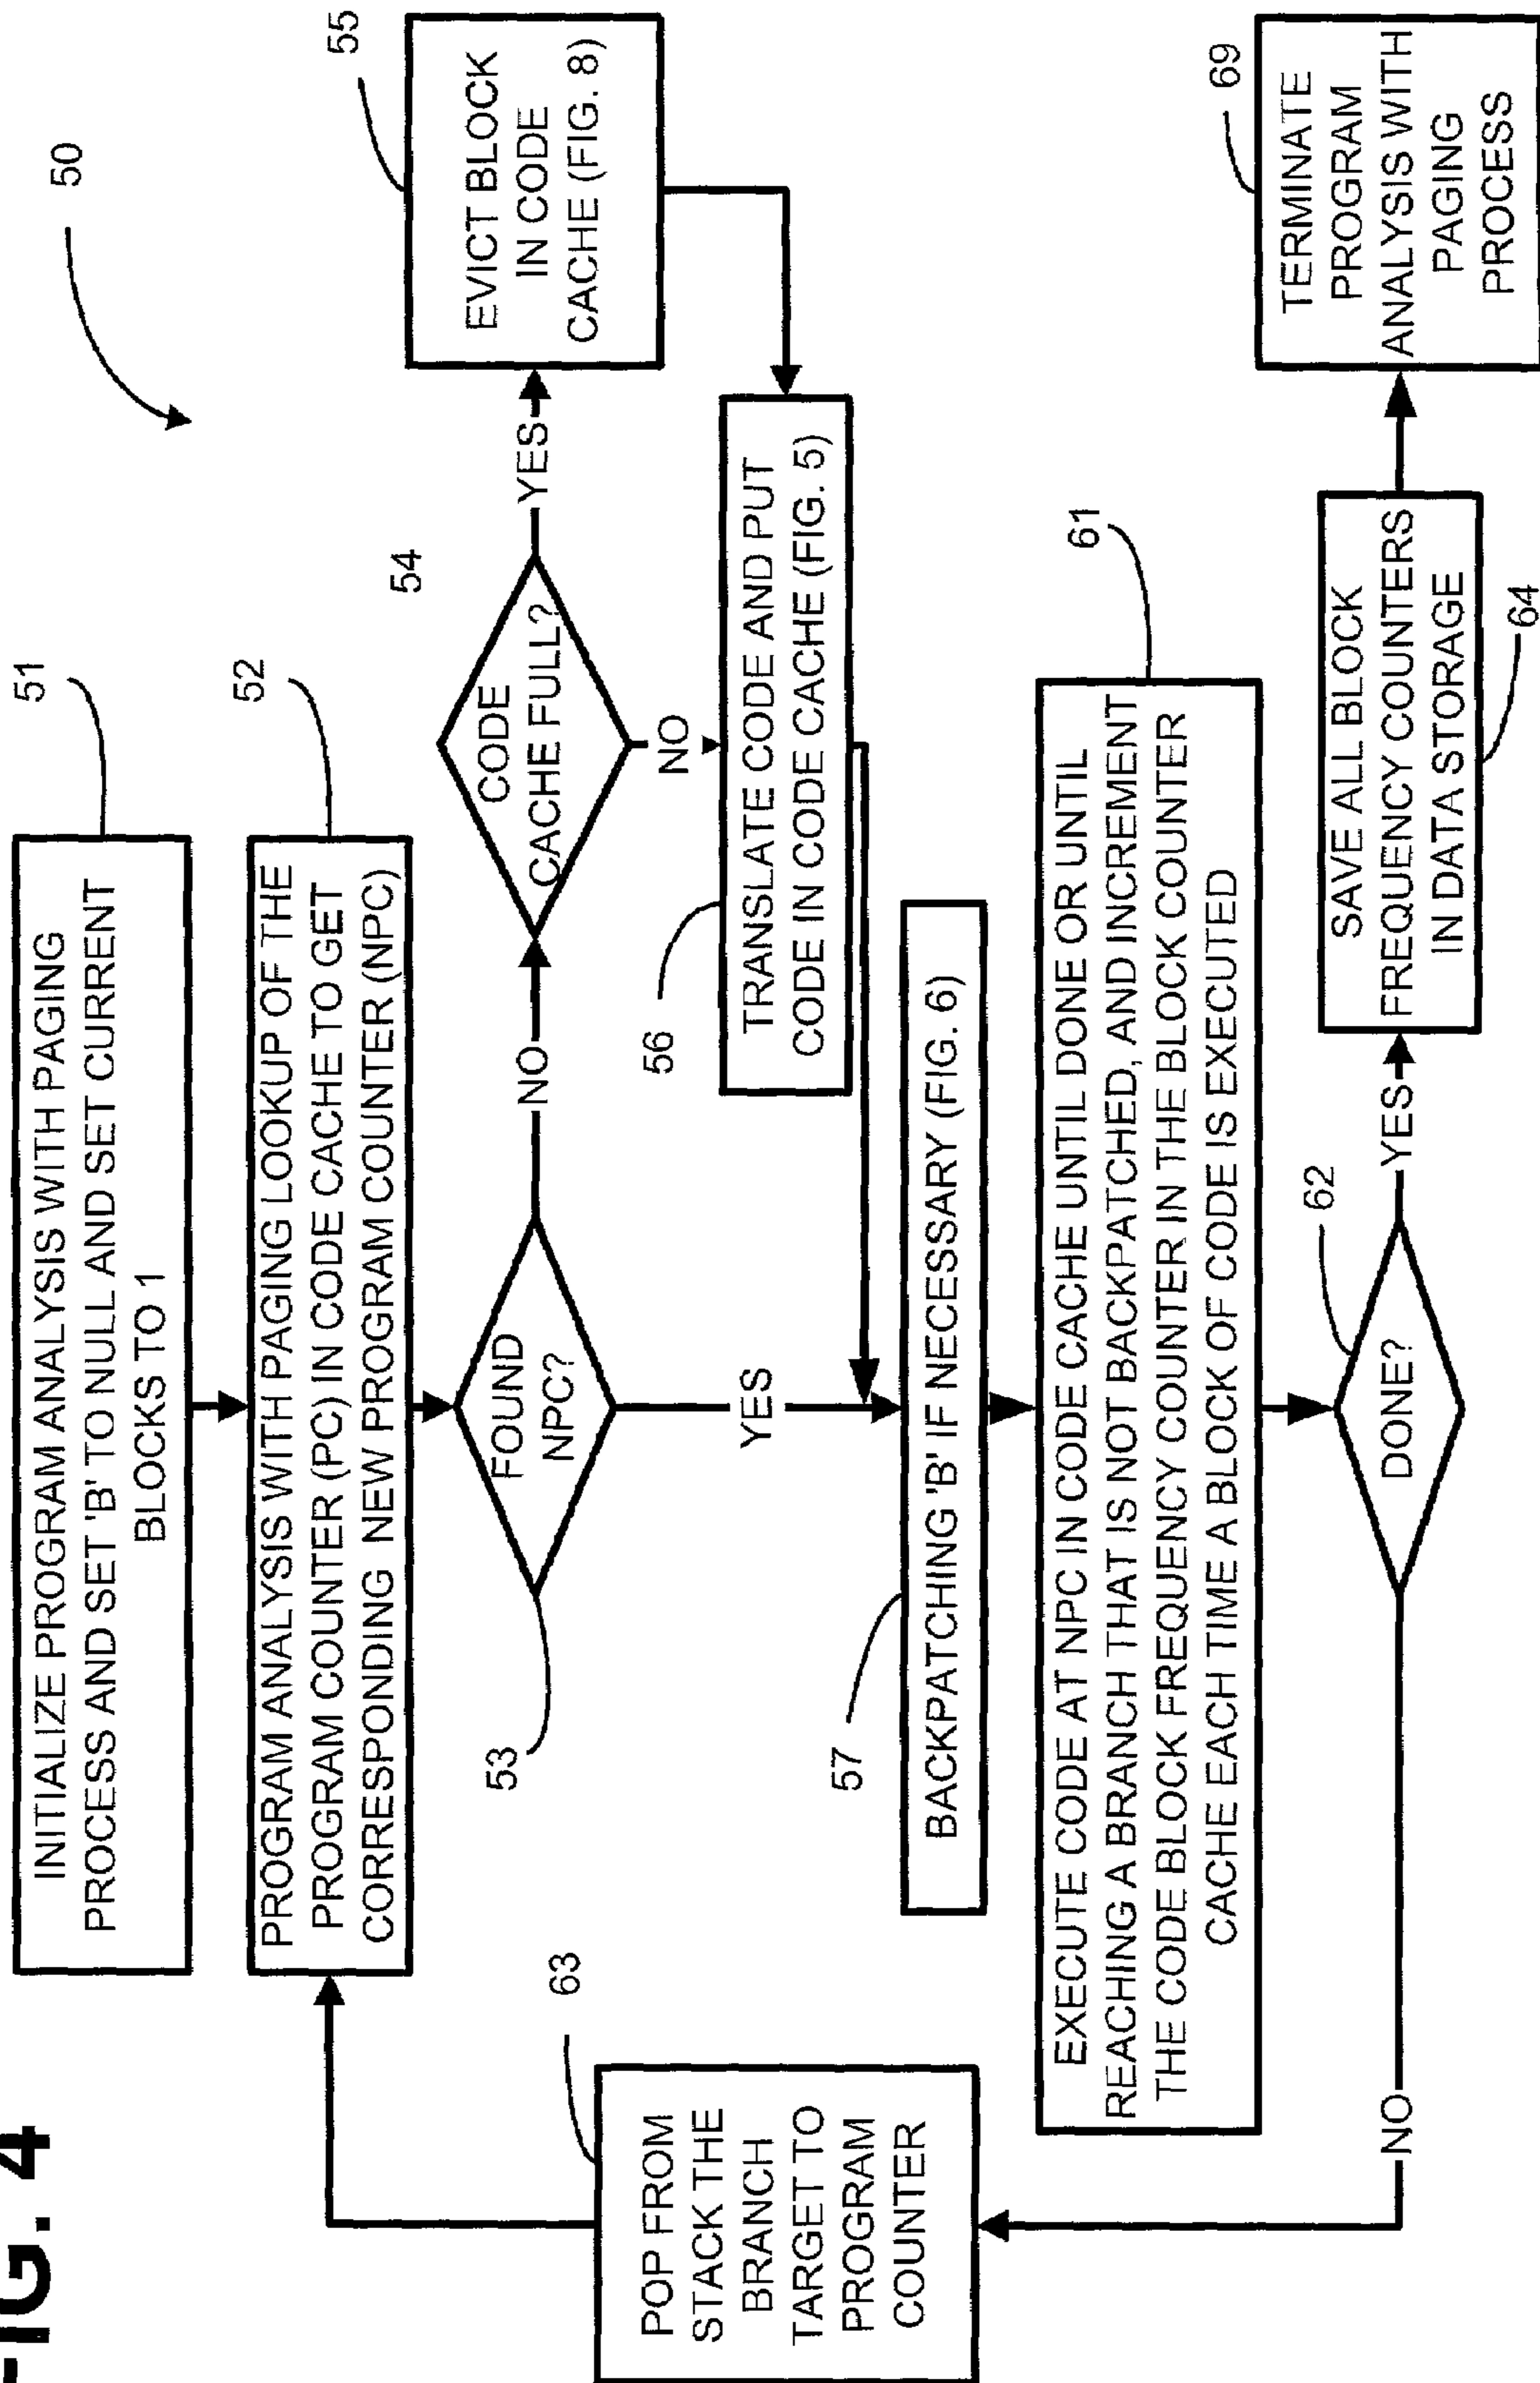 FIG. 4
50
51
INITIALIZE PROGRAM ANALYSIS WITH PAGING
PROCESS AND SET 'B' TO NULL AND SET CURRENT
BLOCKS TO 1
52
PROGRAM ANALYSIS WITH PAGING LOOKUP OF THE
PROGRAM COUNTER (PC) IN CODE CACHE TO GET
CORRESPONDING NEW PROGRAM COUNTER (NPC)
53
FOUND
NPC?
NO
YES
54
CODE
CACHE FULL?
YES
NO
55
EVICT BLOCK
IN CODE
CACHE (FIG. 8)
56
TRANSLATE CODE AND PUT
CODE IN CODE CACHE (FIG. 5)
57
BACKPATCHING 'B' IF NECESSARY (FIG. 6)
61
EXECUTE CODE AT NPC IN CODE CACHE UNTIL DONE OR UNTIL
REACHING A BRANCH THAT IS NOT BACKPATCHED, AND INCREMENT
THE CODE BLOCK FREQUENCY COUNTER IN THE BLOCK COUNTER
CACHE EACH TIME A BLOCK OF CODE IS EXECUTED
62
DONE?
NO
YES
63
POP FROM
STACK THE
BRANCH
TARGET TO
PROGRAM
COUNTER
SAVE ALL BLOCK
FREQUENCY COUNTERS
IN DATA STORAGE
64
69
TERMINATE
PROGRAM
ANALYSIS WITH
PAGING
PROCESS